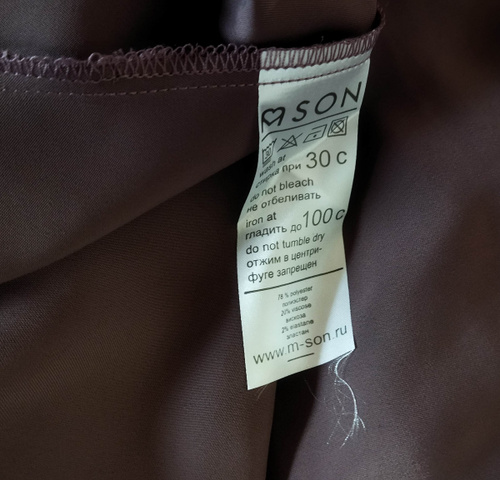 M SON
wash at
стирка при 30 c
do not bleach
не отбеливать
iron at
гладить до 100 c
do not tumble dry
отжим в центри-
фуге запрещен
78 % polyester
полиэстер
20% viscose
вискоза
2% elastane
эластан
www.m-son.ru